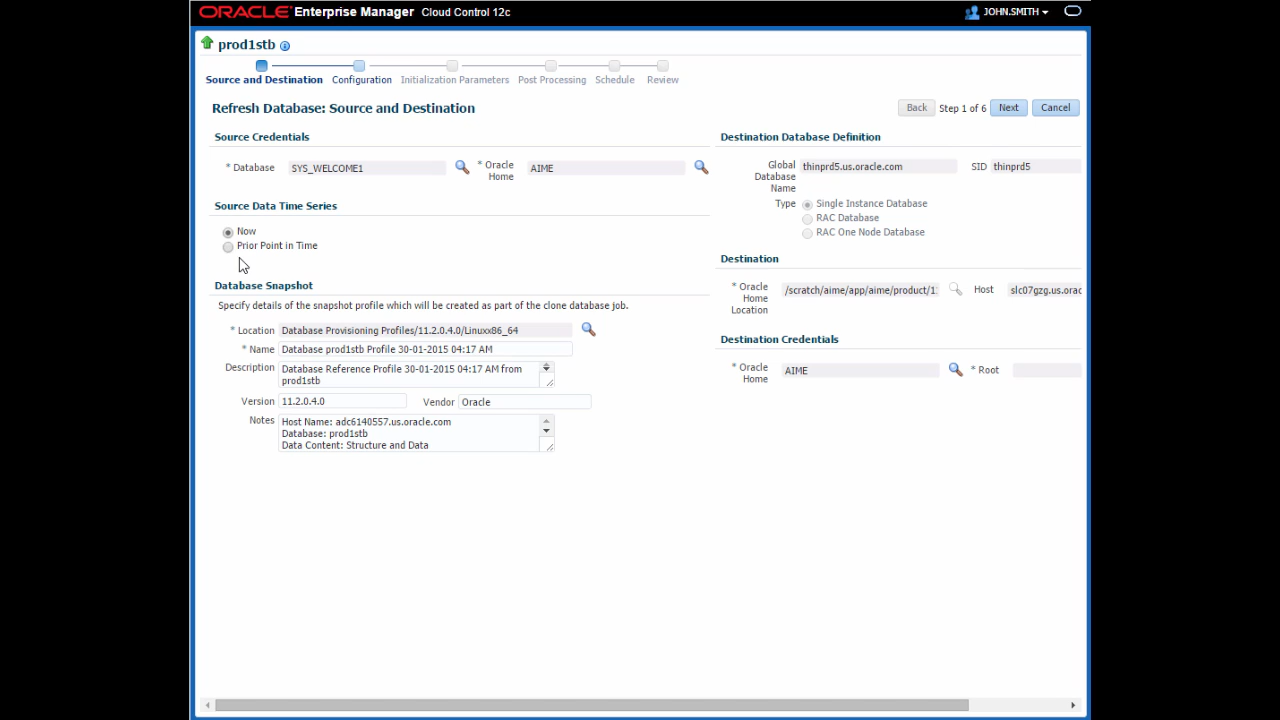 ORACLE Enterprise Manager Cloud Control 12c
JOHN.SMITH
prod1stb
Source and Destination Configuration Initialization Parameters Post Processing Schedule Review
Refresh Database: Source and Destination
Back Step 1 of 6 Next Cancel
Source Credentials
* Database SYS_WELCOME1 * Oracle Home AIME
Source Data Time Series
Now
Prior Point in Time
Database Snapshot
Specify details of the snapshot profile which will be created as part of the clone database job.
* Location Database Provisioning Profiles/11.2.0.4.0/Linuxx86_64
* Name Database prod1stb Profile 30-01-2015 04:17 AM
Description Database Reference Profile 30-01-2015 04:17 AM from
prod1stb
Version 11.2.0.4.0 Vendor Oracle
Notes Host Name: adc6140557.us.oracle.com
Database: prod1stb
Data Content: Structure and Data
Destination Database Definition
Global Database Name thinprd5.us.oracle.com SID thinprd5
Type Single Instance Database
RAC Database
RAC One Node Database
Destination
* Oracle Home Location /scratch/aime/app/aime/product/1 Host slc07gzg.us.orac
Destination Credentials
* Oracle Home AIME * Root